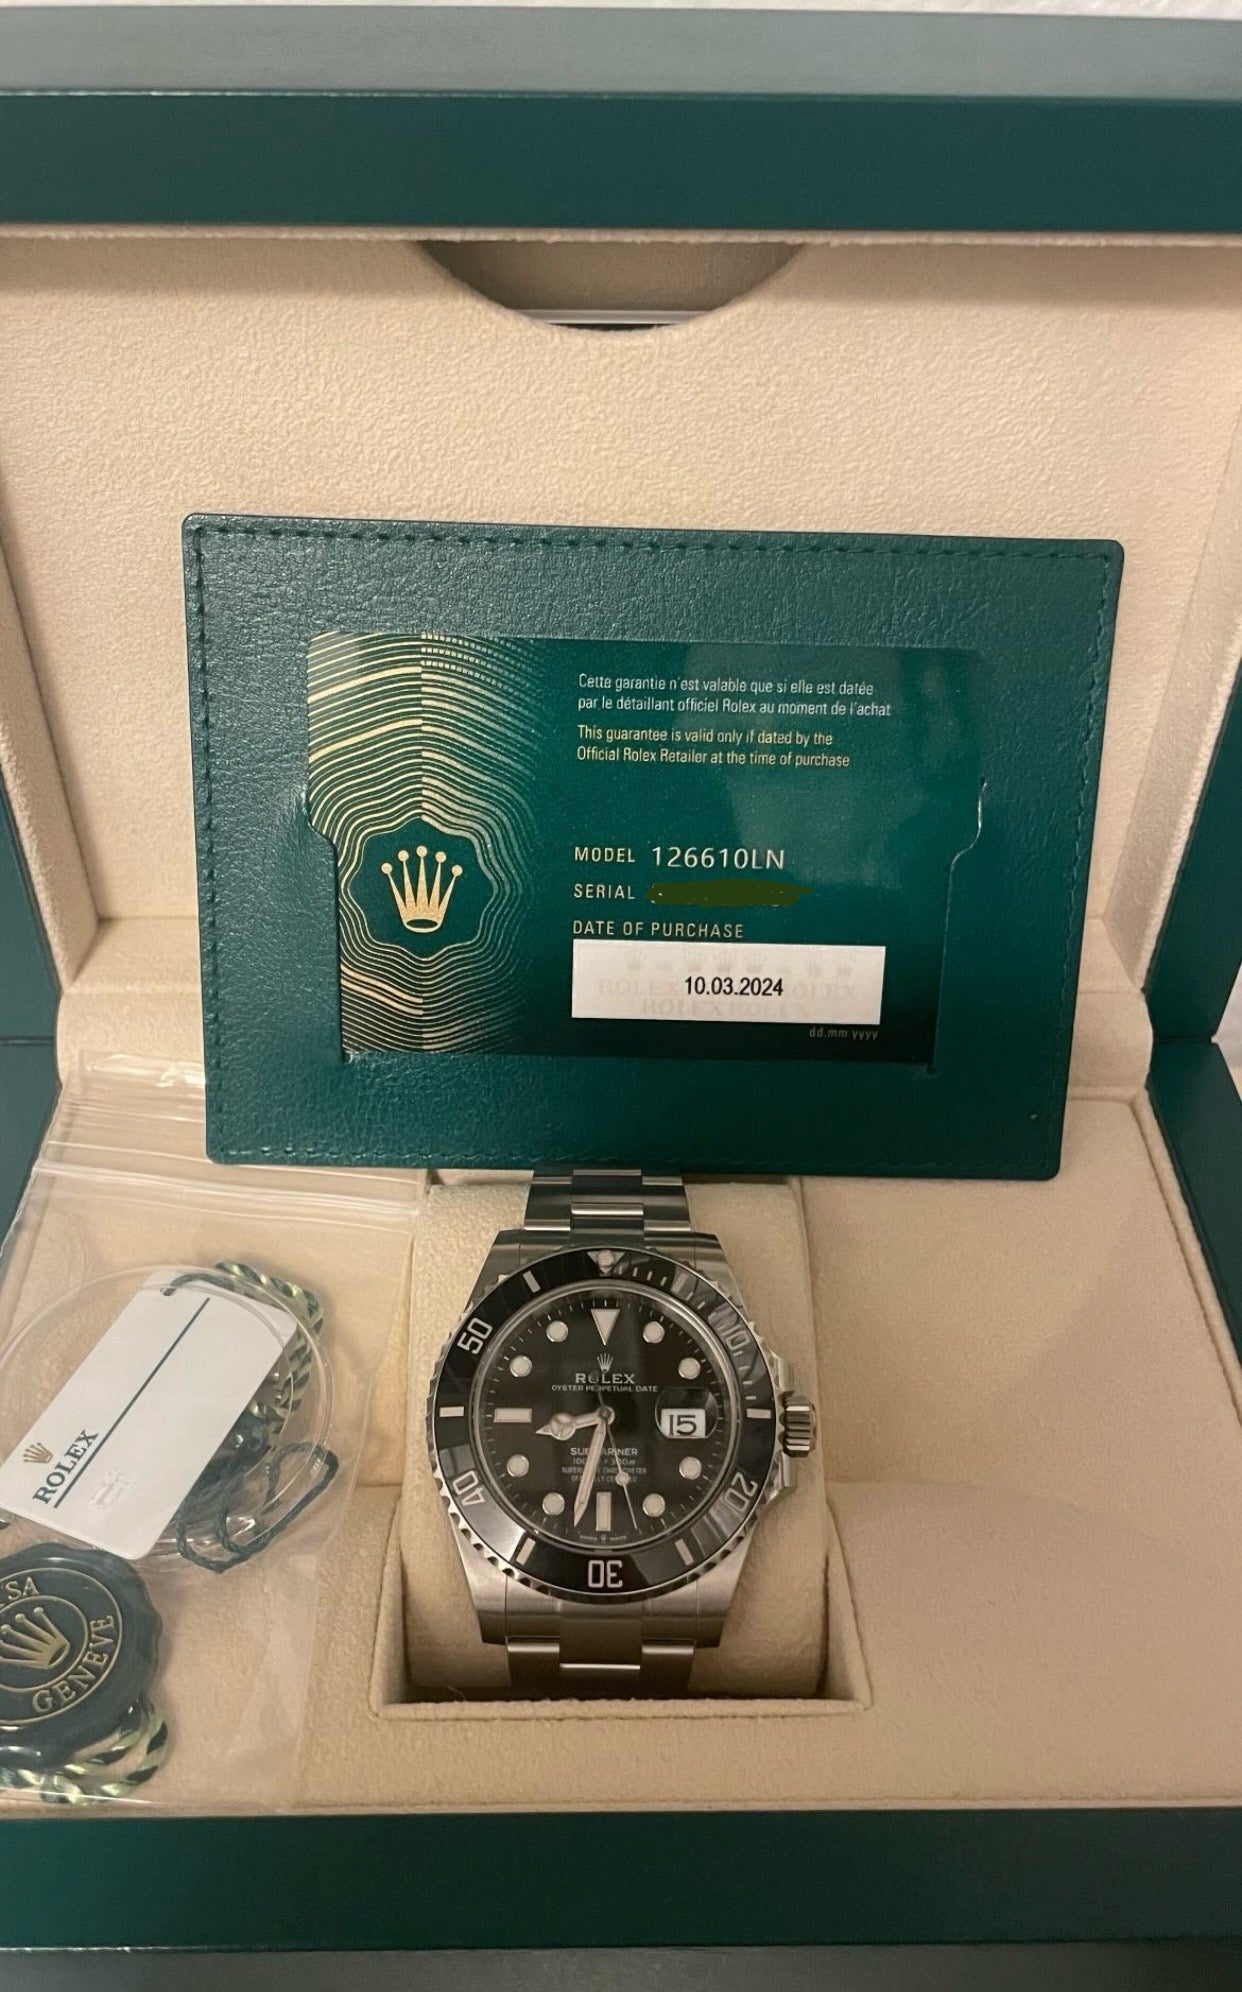 Cette garantie n'est valable que si elle est datée
par le détaillant officiel Rolex au moment de l'achat
This guarantee is valid only if dated by the
Official Rolex Retailer at the time of purchase
MODEL 126610LN
SERIAL
DATE OF PURCHASE
10.03.2024
dd.mm.yyyy
ROLEX
GENEVE
50
10
ROLEX
OYSTER PERPETUAL DATE
15
SUBMARINER
40
20
30